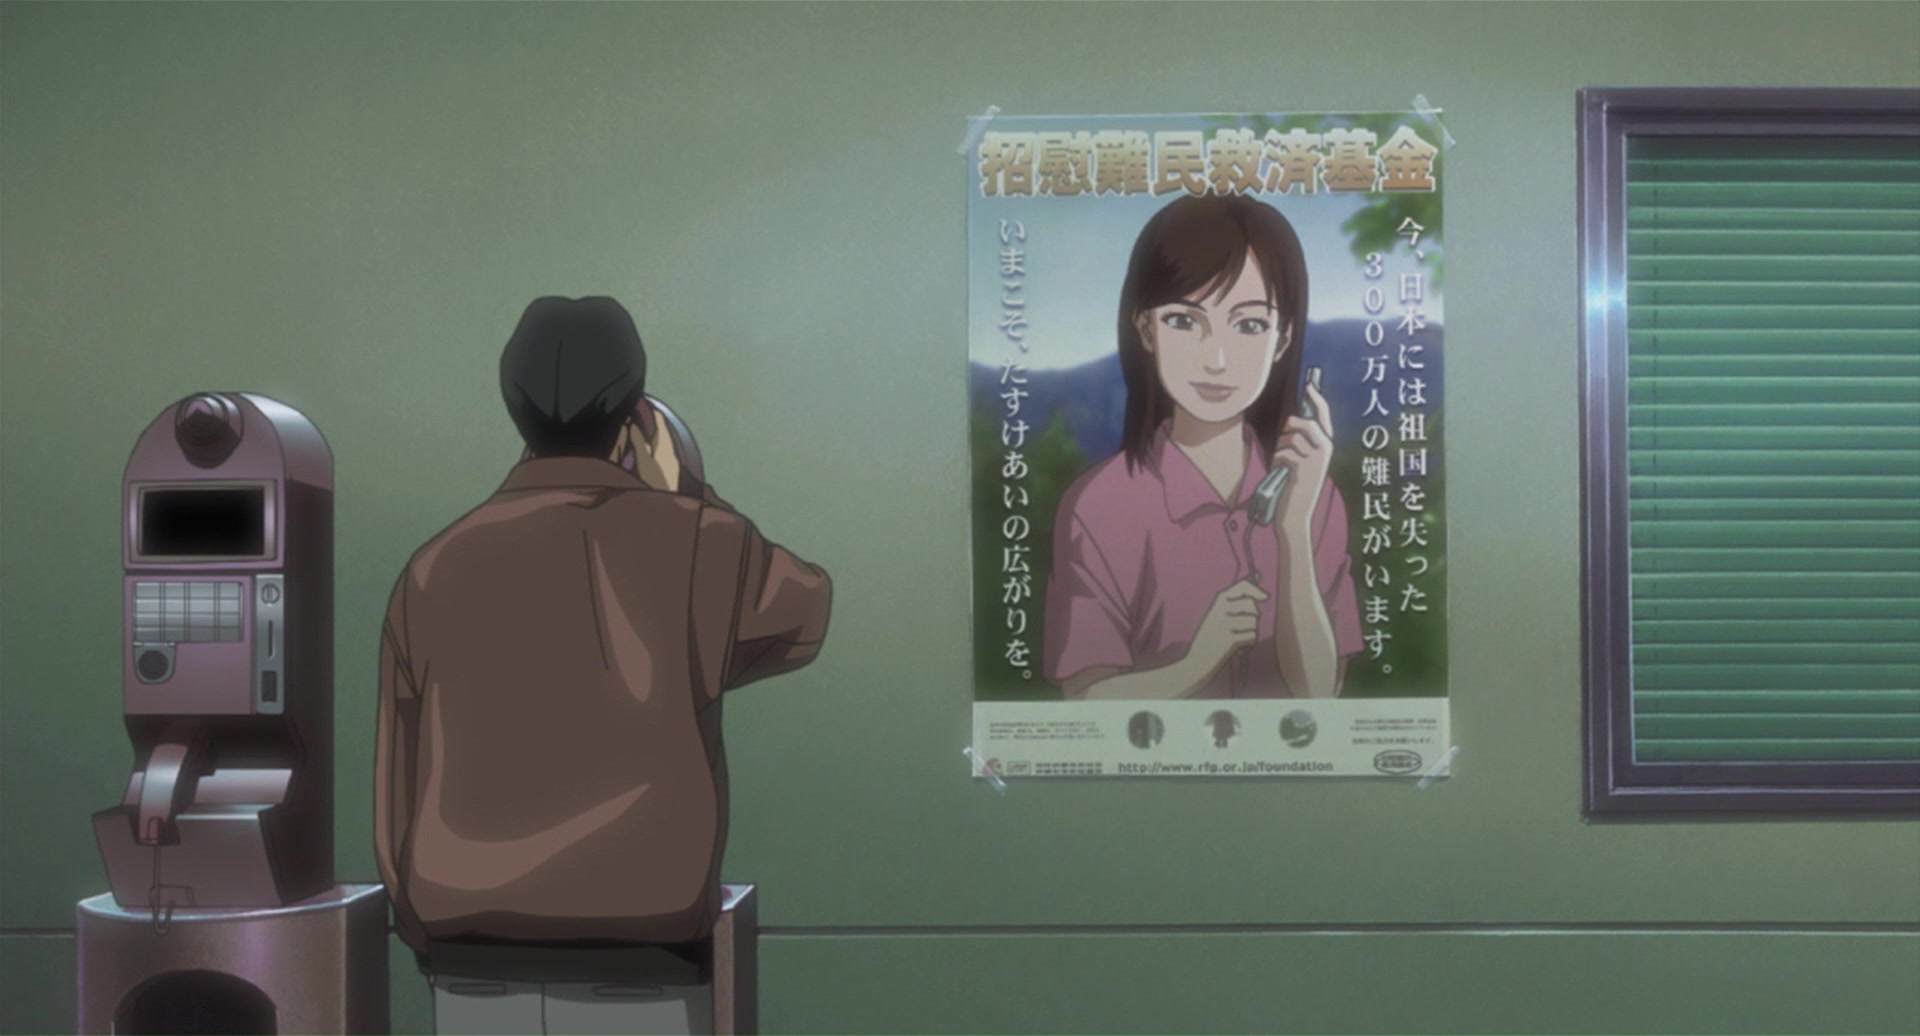 招慰難民救済基金
今、日本には祖国を失った
300万人の難民がいます。
いまこそ、たすけあいの広がりを。
http://www.rfg.or.jp/foundation